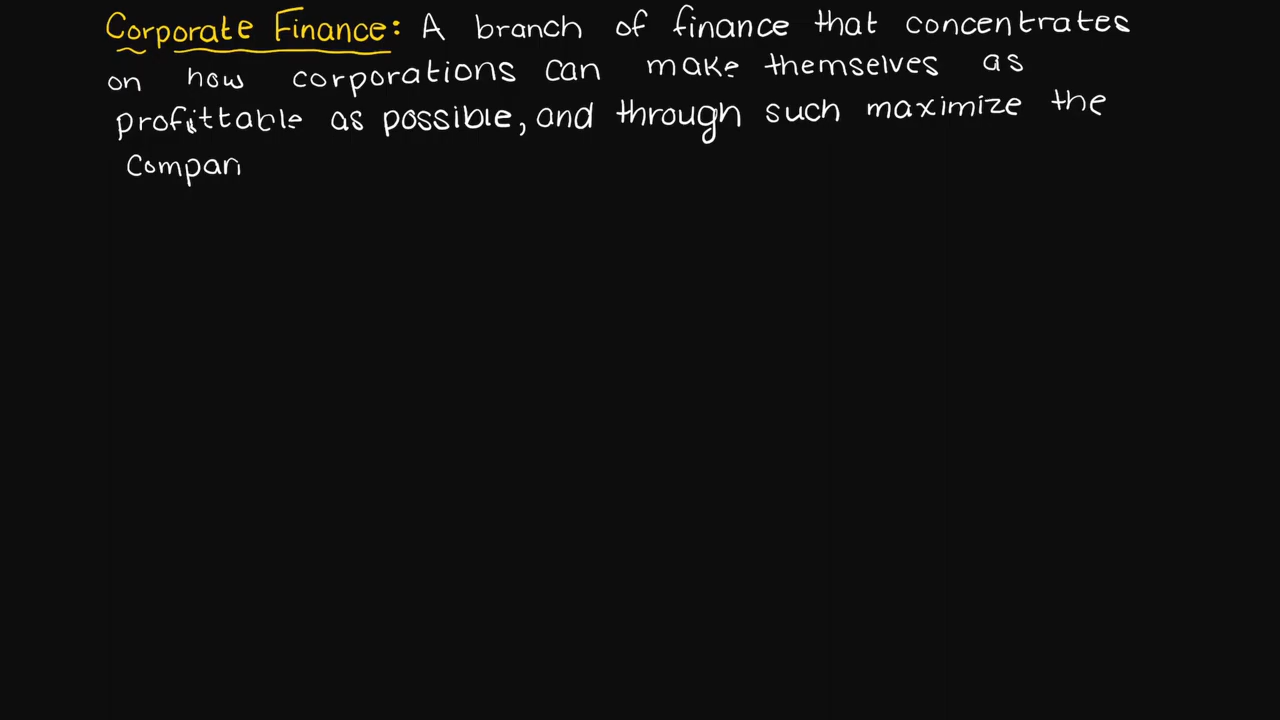 Corporate Finance: A branch of finance that concentrates
on how corporations can make themselves as
profittable as possible, and through such maximize the
Compan